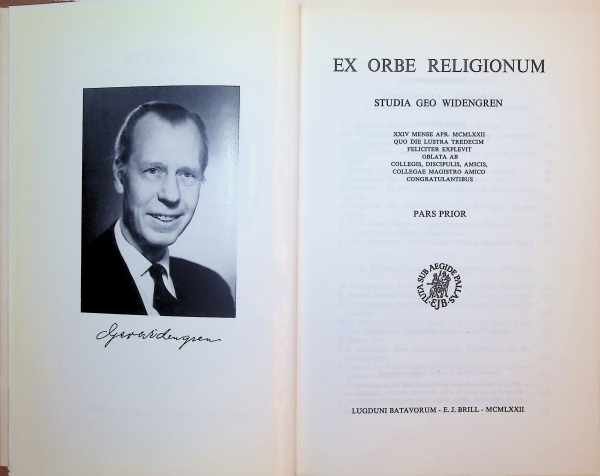 Geo Widengren
EX ORBE RELIGIONUM
STUDIA GEO WIDENGREN
XXIV MENSE APR. MCMLXXII
QUO DIE LUSTRA TREDECIM
FELICITER EXPLEVIT
OBLATA AB
COLLEGIS, DISCIPULIS, AMICIS,
COLLEGAE MAGISTRO AMICO
CONGRATULANTIBUS
PARS PRIOR
TUTA SUB AEGIDE PALLAS
EJB
LUGDUNI BATAVORUM - E. J. BRILL - MCMLXXII